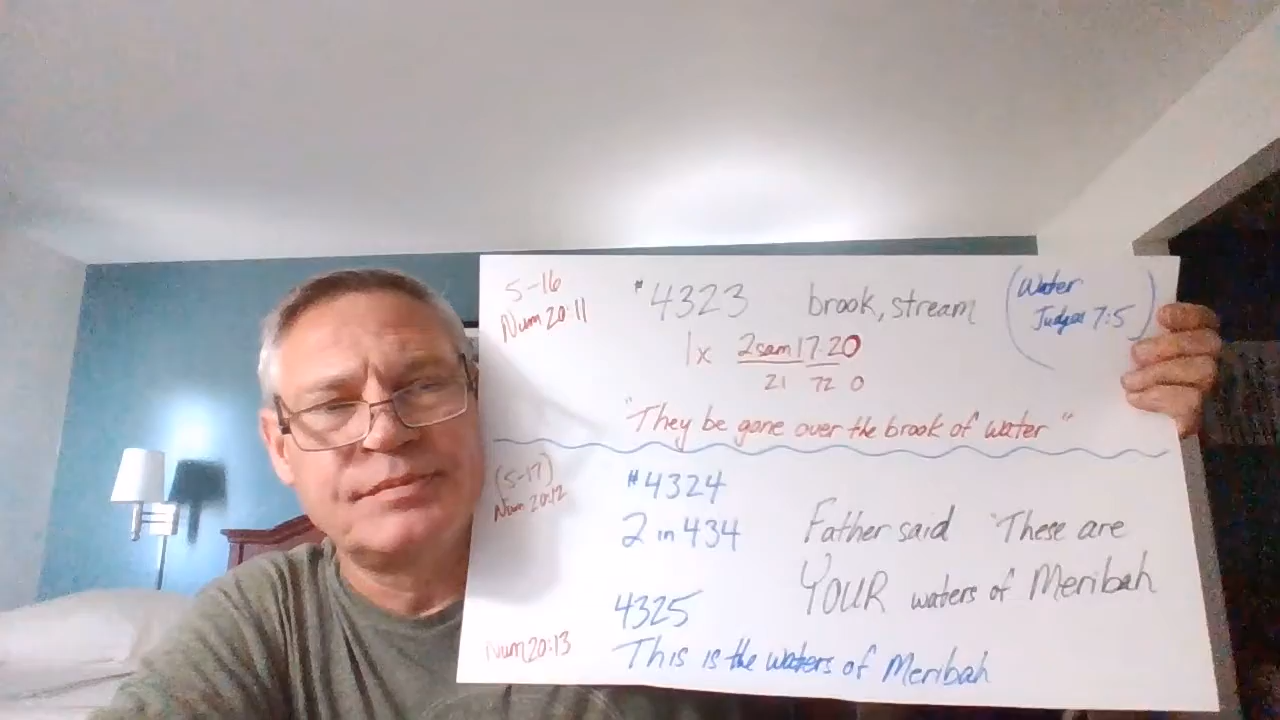 5-16
Num 20:11
#4323 brook, stream
(Water
Judges 7:5)
1x 2sam 17:20
21 72 0
"They be gone over the brook of water"
(5-17)
Num 20:12
#4324
2 in 434
Father said "These are
YOUR waters of Meribah
4325
Num 20:13
This is the waters of Meribah